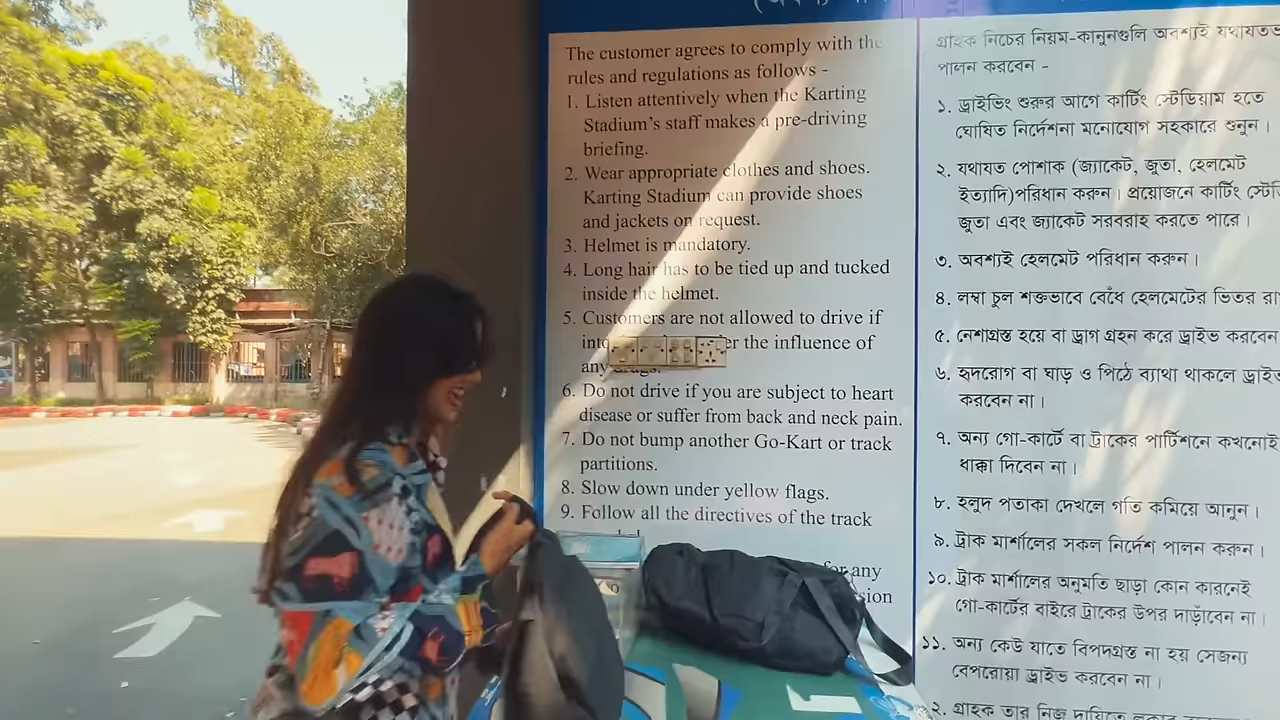 The customer agrees to comply with the
rules and regulations as follows -
1. Listen attentively when the Karting
Stadium's staff makes a pre-driving
briefing.
2. Wear appropriate clothes and shoes.
Karting Stadium can provide shoes
and jackets on request.
3. Helmet is mandatory.
4. Long hair has to be tied up and tucked
inside the helmet.
5. Customers are not allowed to drive if
the influence of
any
6. Do not drive if you are subject to heart
disease or suffer from back and neck pain.
7. Do not bump another Go-Kart or track
partitions.
8. Slow down under yellow flags.
9. Follow all the directives of the track
any
গ্রাহক নিচের নিয়ম-কানুনগুলি অবশ্যই
পালন করবেন -
১. ড্রাইভিং শুরুর আগে কার্টিং স্টেডিয়াম হতে
ঘোষিত নির্দেশনা মনোযোগ সহকারে শুনুন।
২. যথাযত পোশাক (জ্যাকেট, জুতা, হেলমেট
ইত্যাদি)পরিধান করুন। প্রয়োজনে কার্টিং
জুতা এবং জ্যাকেট সরবরাহ করতে পারে।
৩. অবশ্যই হেলমেট পরিধান করুন।
৪. লম্বা চুল শক্তভাবে বেঁধে হেলমেটের ভিতর
৫. নেশাগ্রস্ত হয়ে বা ড্রাগ গ্রহন করে ড্রাইভ করবেন
৬. হৃদরোগ বা ঘাড় ও পিঠে ব্যাথা থাকলে
করবেন না।
৭. অন্য গো-কার্টে বা ট্রাকের পার্টিশনে কখনোই
ধাক্কা দিবেন না।
৮. হলুদ পতাকা দেখলে গতি কমিয়ে আনুন।
৯. ট্রাক মার্শালের সকল নির্দেশ পালন করুন।
১০. ট্রাক মার্শালের অনুমতি ছাড়া কোন কারনেই
গো-কার্টের বাইরে ট্রাকের উপর দাড়াঁবেন না।
১১. অন্য কেউ যাতে বিপদগ্রস্ত না হয় সেজন্য
বেপরোয়া ড্রাইভ করবেন না।
গ্রাহক তার নিজ দায়িত্বে